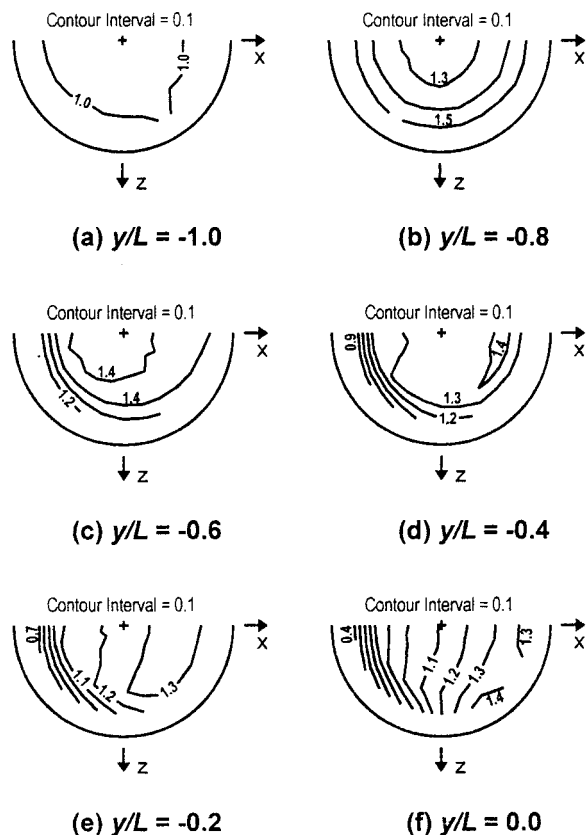 Contour Interval = 0.1
+
x
1.0
1.0
z
(a) y/L = -1.0
Contour Interval = 0.1
+
x
1.3
1.5
z
(b) y/L = -0.8
Contour Interval = 0.1
+
x
1.4
1.4
1.2
z
(c) y/L = -0.6
Contour Interval = 0.1
+
x
0.9
1.4
1.3
1.2
z
(d) y/L = -0.4
Contour Interval = 0.1
+
x
0.7
1.1
1.2
1.3
z
(e) y/L = -0.2
Contour Interval = 0.1
+
x
0.4
1.1
1.2
1.3
1.3
1.4
z
(f) y/L = 0.0